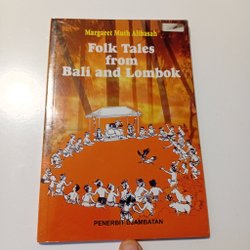 Margaret Muth Alibasah
Folk Tales
from
Bali and Lombok
PENERBIT DJAMBATAN